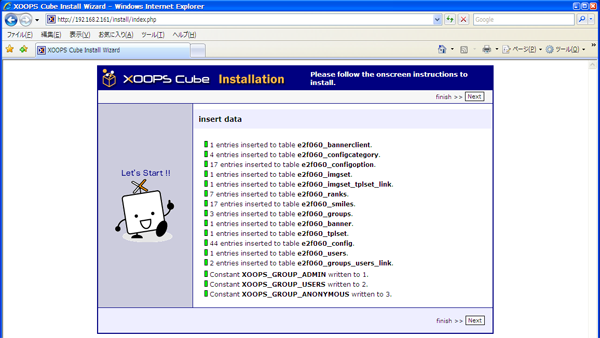 XOOPS Cube Install Wizard - Windows Internet Explorer
http://192.168.2.161/install/index.php
Google
ファイル(F) 編集(E) 表示(V) お気に入り(A) ツール(T) ヘルプ(H)
XOOPS Cube Install Wizard
ページ(P) ツール(O)
XOOPS Cube Installation
Please follow the onscreen instructions to
install.
finish >> Next
insert data
Let's Start !!
1 entries inserted to table e2f060_bannerclient.
4 entries inserted to table e2f060_configcategory.
17 entries inserted to table e2f060_configoption.
1 entries inserted to table e2f060_imgset.
1 entries inserted to table e2f060_imgset_tplset_link.
7 entries inserted to table e2f060_ranks.
17 entries inserted to table e2f060_smiles.
3 entries inserted to table e2f060_groups.
1 entries inserted to table e2f060_banner.
1 entries inserted to table e2f060_tplset.
44 entries inserted to table e2f060_config.
1 entries inserted to table e2f060_users.
2 entries inserted to table e2f060_groups_users_link.
Constant XOOPS_GROUP_ADMIN written to 1.
Constant XOOPS_GROUP_USERS written to 2.
Constant XOOPS_GROUP_ANONYMOUS written to 3.
finish >> Next